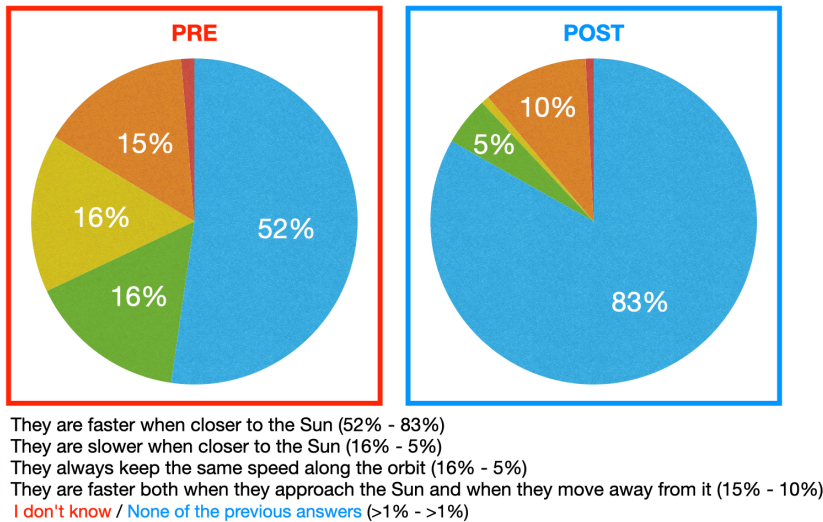 PRE
POST
15%
16%
16%
52%
10%
5%
83%
They are faster when closer to the Sun (52% - 83%)
They are slower when closer to the Sun (16% - 5%)
They always keep the same speed along the orbit (16% - 5%)
They are faster both when they approach the Sun and when they move away from it (15% - 10%)
I don't know / None of the previous answers (>1% - >1%)